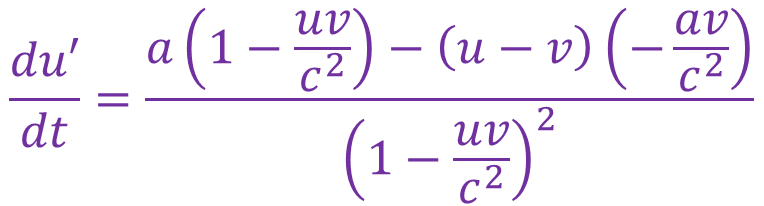 du′/dt = (a(1 − uv/c²) − (u − v)(−av/c²))/(1 − uv/c²)²